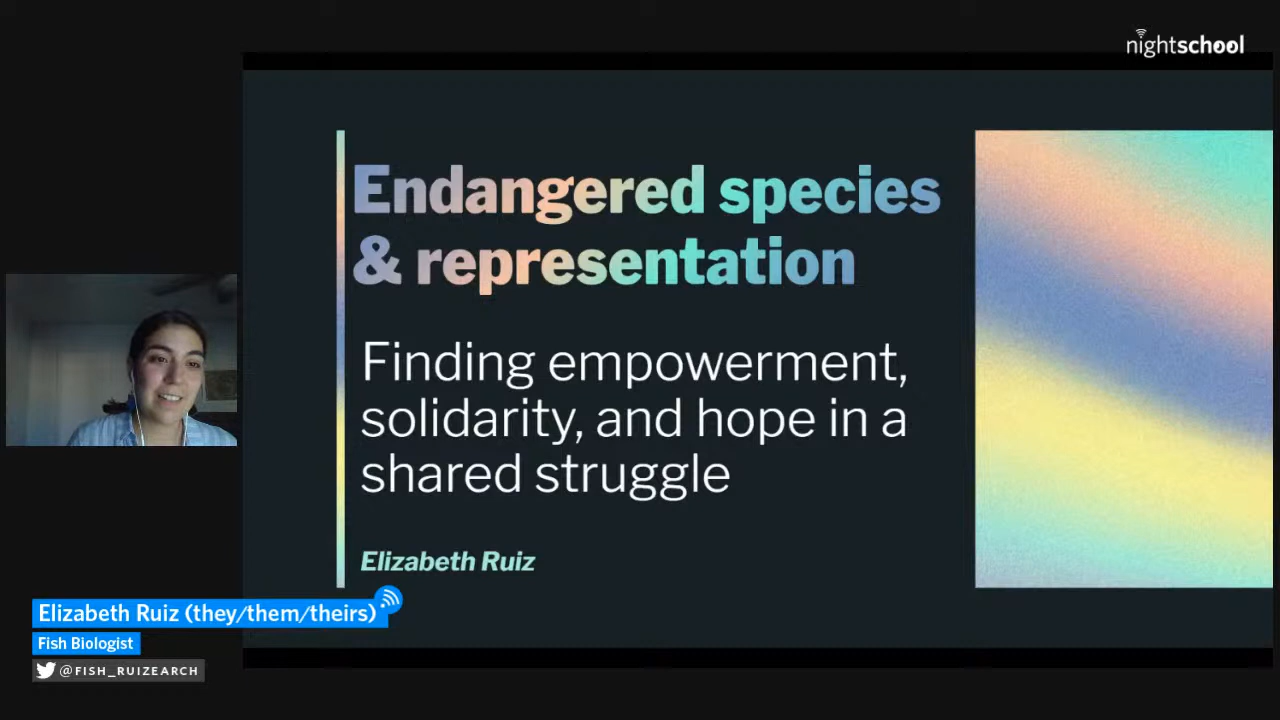 nightschool
Endangered species
& representation
Finding empowerment,
solidarity, and hope in a
shared struggle
Elizabeth Ruiz
Elizabeth Ruiz (they/them/theirs)
Fish Biologist
@FISH_RUIZEARCH